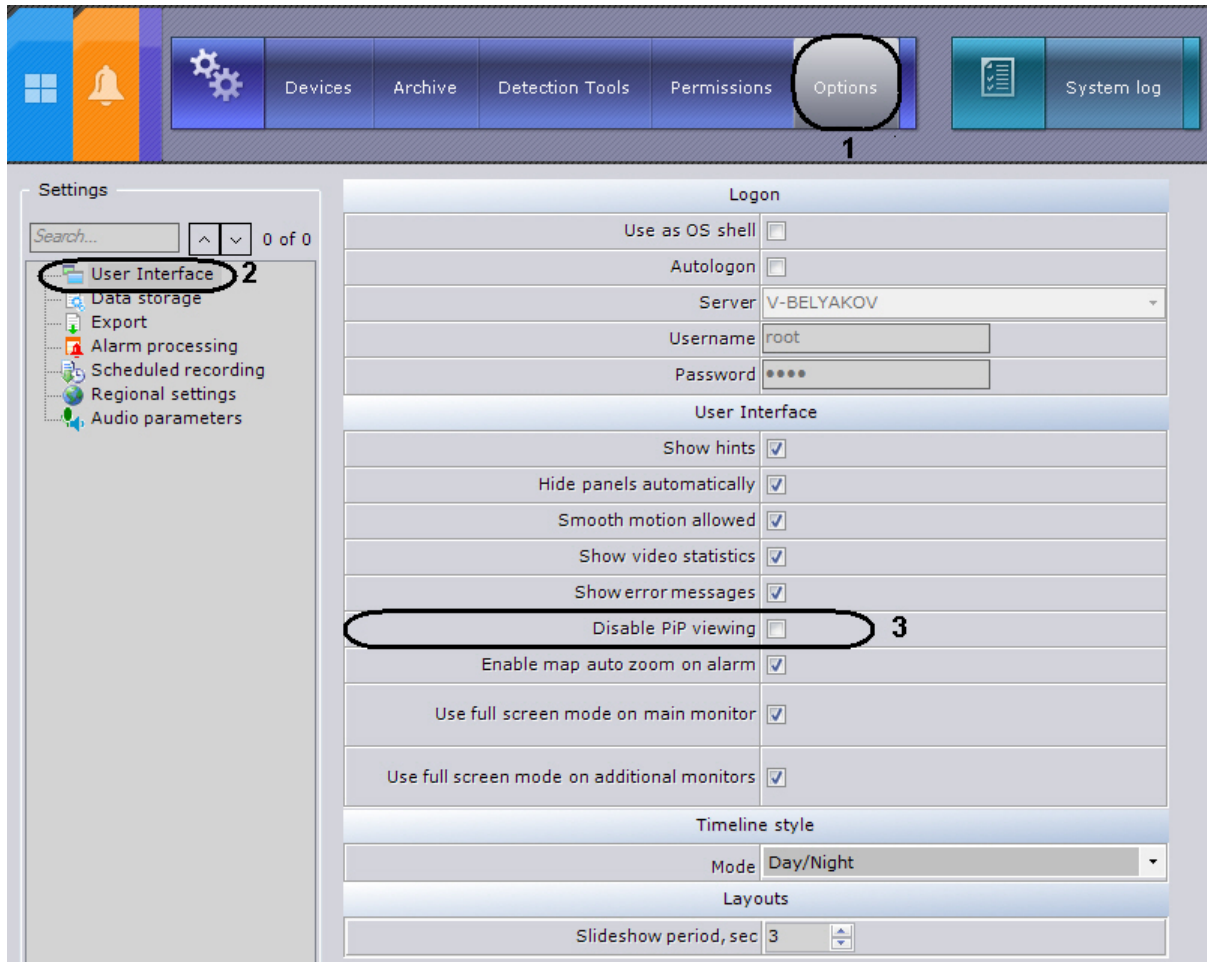 Devices Archive Detection Tools Permissions Options System log
1
Settings
Search... 0 of 0
User Interface 2
Data storage
Export
Alarm processing
Scheduled recording
Regional settings
Audio parameters
Logon
Use as OS shell
Autologon
Server V-BELYAKOV
Username root
Password ••••
User Interface
Show hints
Hide panels automatically
Smooth motion allowed
Show video statistics
Show error messages
Disable PiP viewing 3
Enable map auto zoom on alarm
Use full screen mode on main monitor
Use full screen mode on additional monitors
Timeline style
Mode Day/Night
Layouts
Slideshow period, sec 3